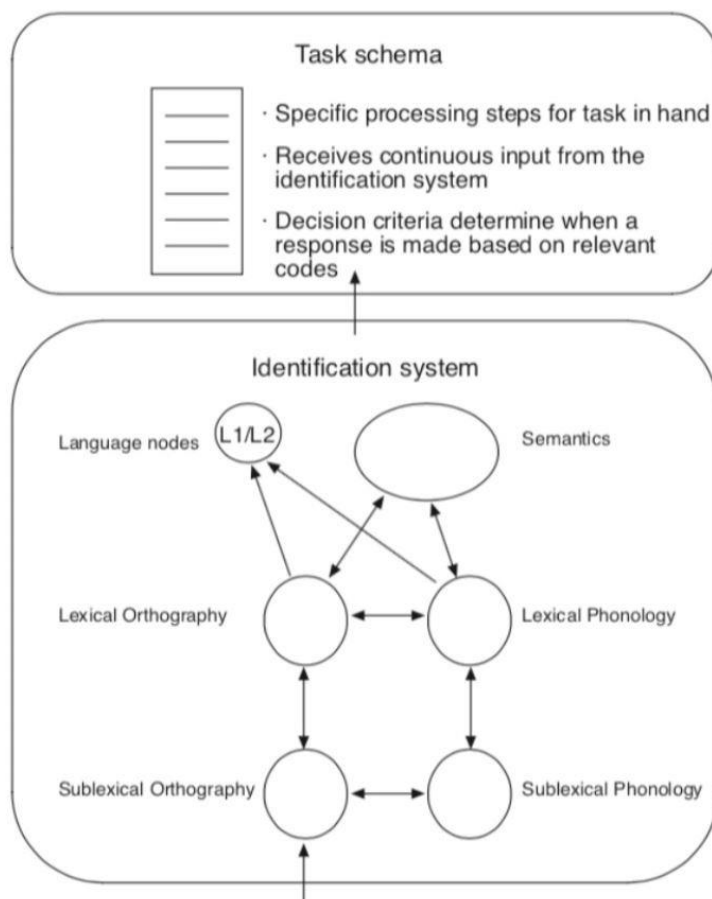 Task schema
· Specific processing steps for task in hand
· Receives continuous input from the
identification system
· Decision criteria determine when a
response is made based on relevant
codes
Identification system
Language nodes
L1/L2
Semantics
Lexical Orthography
Lexical Phonology
Sublexical Orthography
Sublexical Phonology